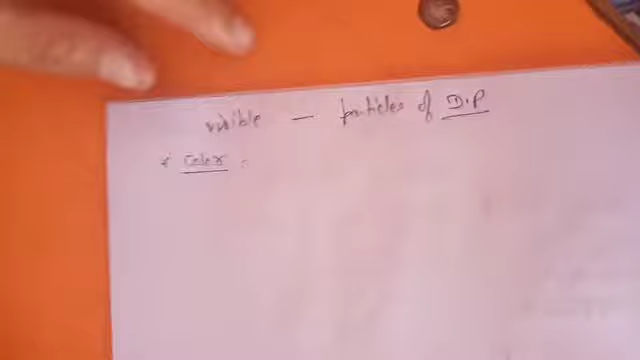 visible — particles of D.P
* Color :